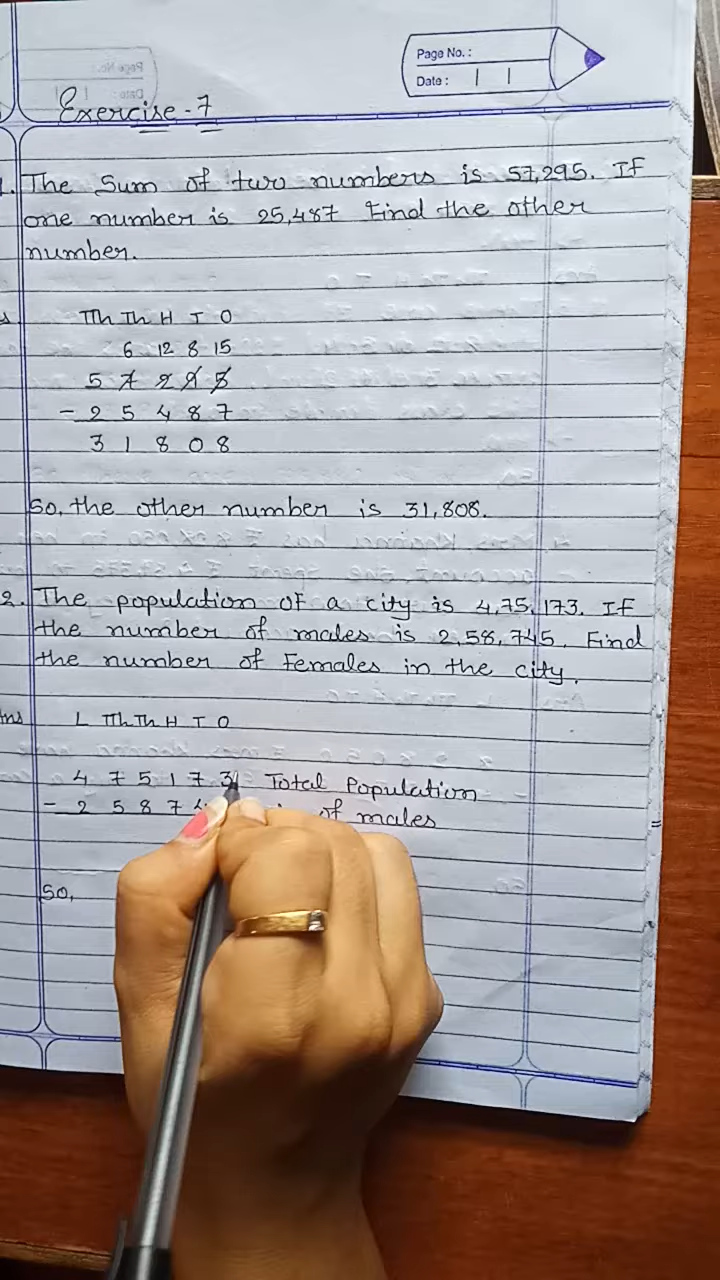 Page No. :
Date :
Exercise - 7
1. The Sum of two numbers is 57,295. If
one number is 25,487 Find the other
number.
TTh Th H T O
6 12 8 15
5 7 2 9 5
- 2 5 4 8 7
3 1 8 0 8
So, the other number is 31,808.
2. The population of a city is 4,75,173. If
the number of males is 2,58,745. Find
the number of Females in the city.
Ans L TTh Th H T O
4 7 5 1 7 3 Total Population
- 2 5 8 7 of males
So,